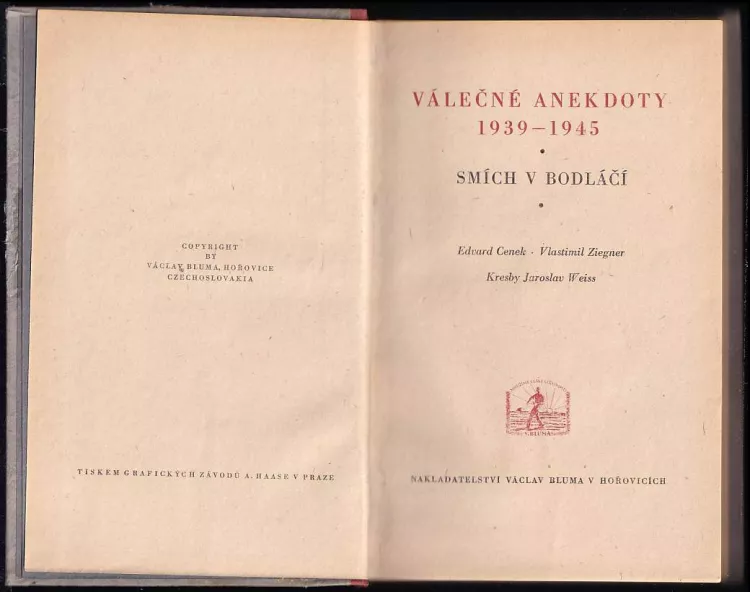 COPYRIGHT
BY
VÁCLAV BLUMA, HOŘOVICE
CZECHOSLOVAKIA
TISKEM GRAFICKÝCH ZÁVODŮ A. HAASE V PRAZE
VÁLEČNÉ ANEKDOTY
1939–1945
•
SMÍCH V BODLÁČÍ
•
Edvard Cenek · Vlastimil Ziegner
Kresby Jaroslav Weiss
V. BLUMA
NAKLADATELSTVÍ VÁCLAV BLUMA V HOŘOVICÍCH